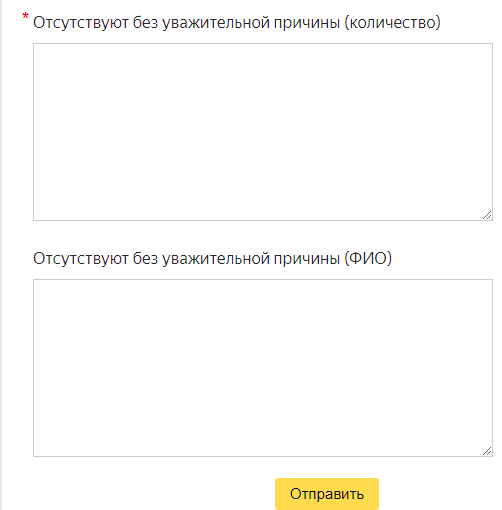 * Отсутствуют без уважительной причины (количество)
Отсутствуют без уважительной причины (ФИО)
Отправить